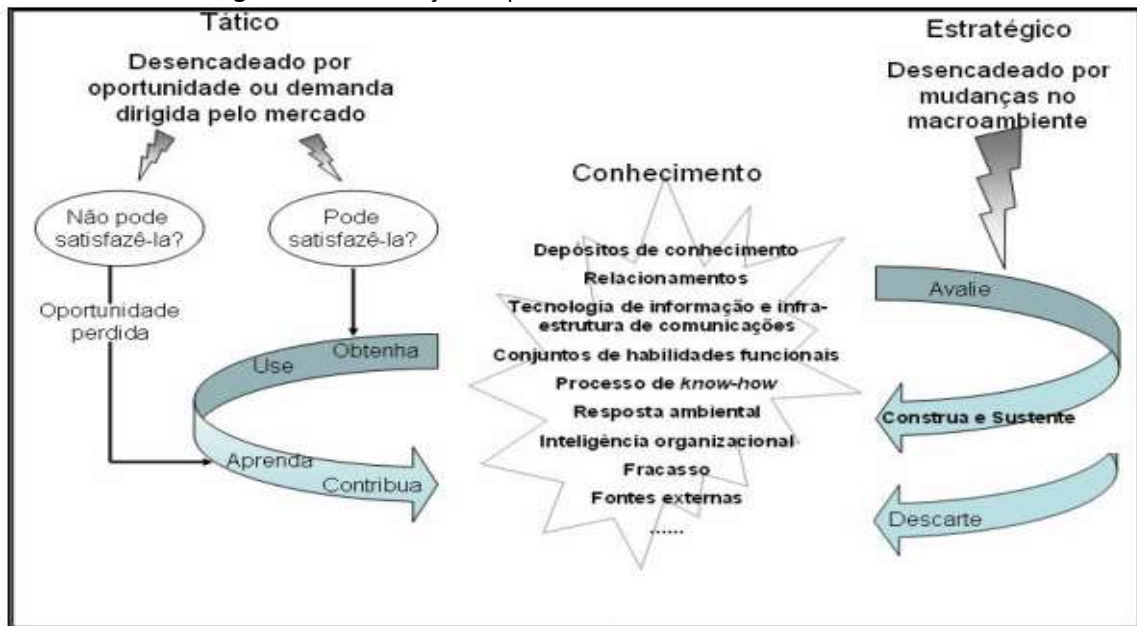 Tático
Desencadeado por
oportunidade ou demanda
dirigida pelo mercado
Não pode
satisfazê-la?
Pode
satisfazê-la?
Oportunidade
perdida
Obtenha
Use
Aprenda
Contribua
Conhecimento
Depósitos de conhecimento
Relacionamentos
Tecnologia de informação e infra-
estrutura de comunicações
Conjuntos de habilidades funcionais
Processo de know-how
Resposta ambiental
Inteligência organizacional
Fracasso
Fontes externas
......
Estratégico
Desencadeado por
mudanças no
macroambiente
Avalie
Construa e Sustente
Descarte